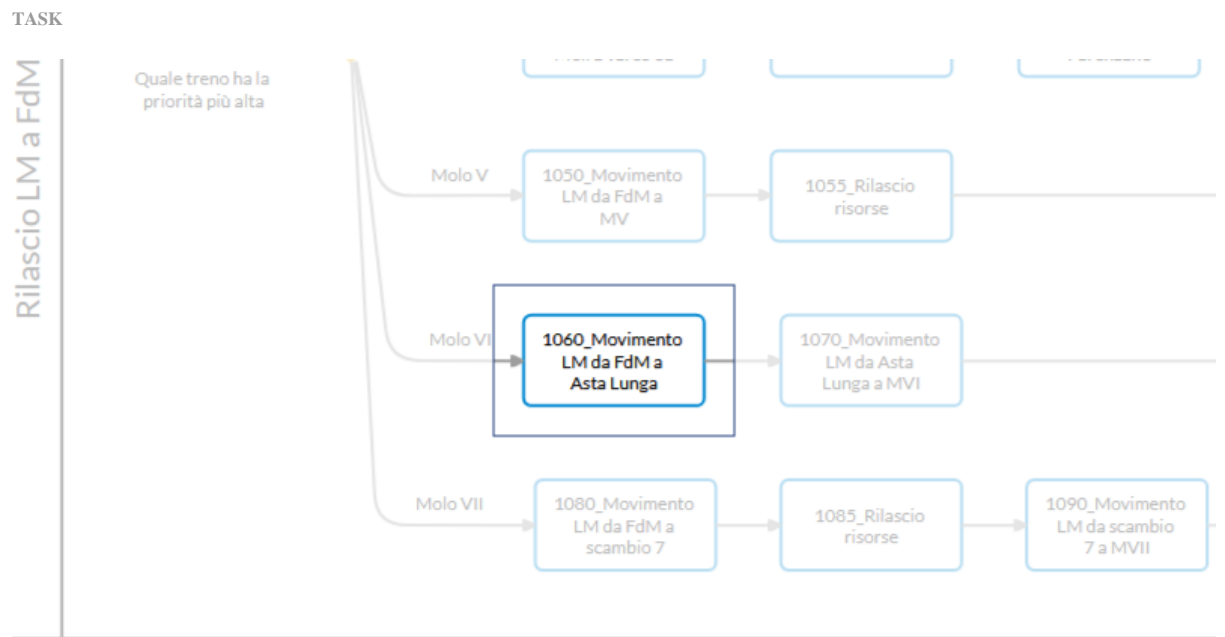 TASK
Rilascio LM a FdM
Quale treno ha la
priorità più alta
Molo V
1050_Movimento
LM da FdM a
MV
1055_Rilascio
risorse
Molo VI
1060_Movimento
LM da FdM a
Asta Lunga
1070_Movimento
LM da Asta
Lunga a MVI
Molo VII
1080_Movimento
LM da FdM a
scambio 7
1085_Rilascio
risorse
1090_Movimento
LM da scambio
7 a MVII